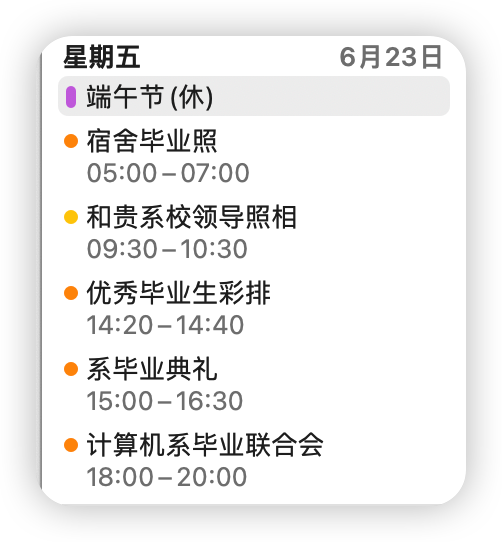 星期五 6月23日
端午节 (休)
宿舍毕业照
05:00 – 07:00
和贵系校领导照相
09:30 – 10:30
优秀毕业生彩排
14:20 – 14:40
系毕业典礼
15:00 – 16:30
计算机系毕业联合会
18:00 – 20:00